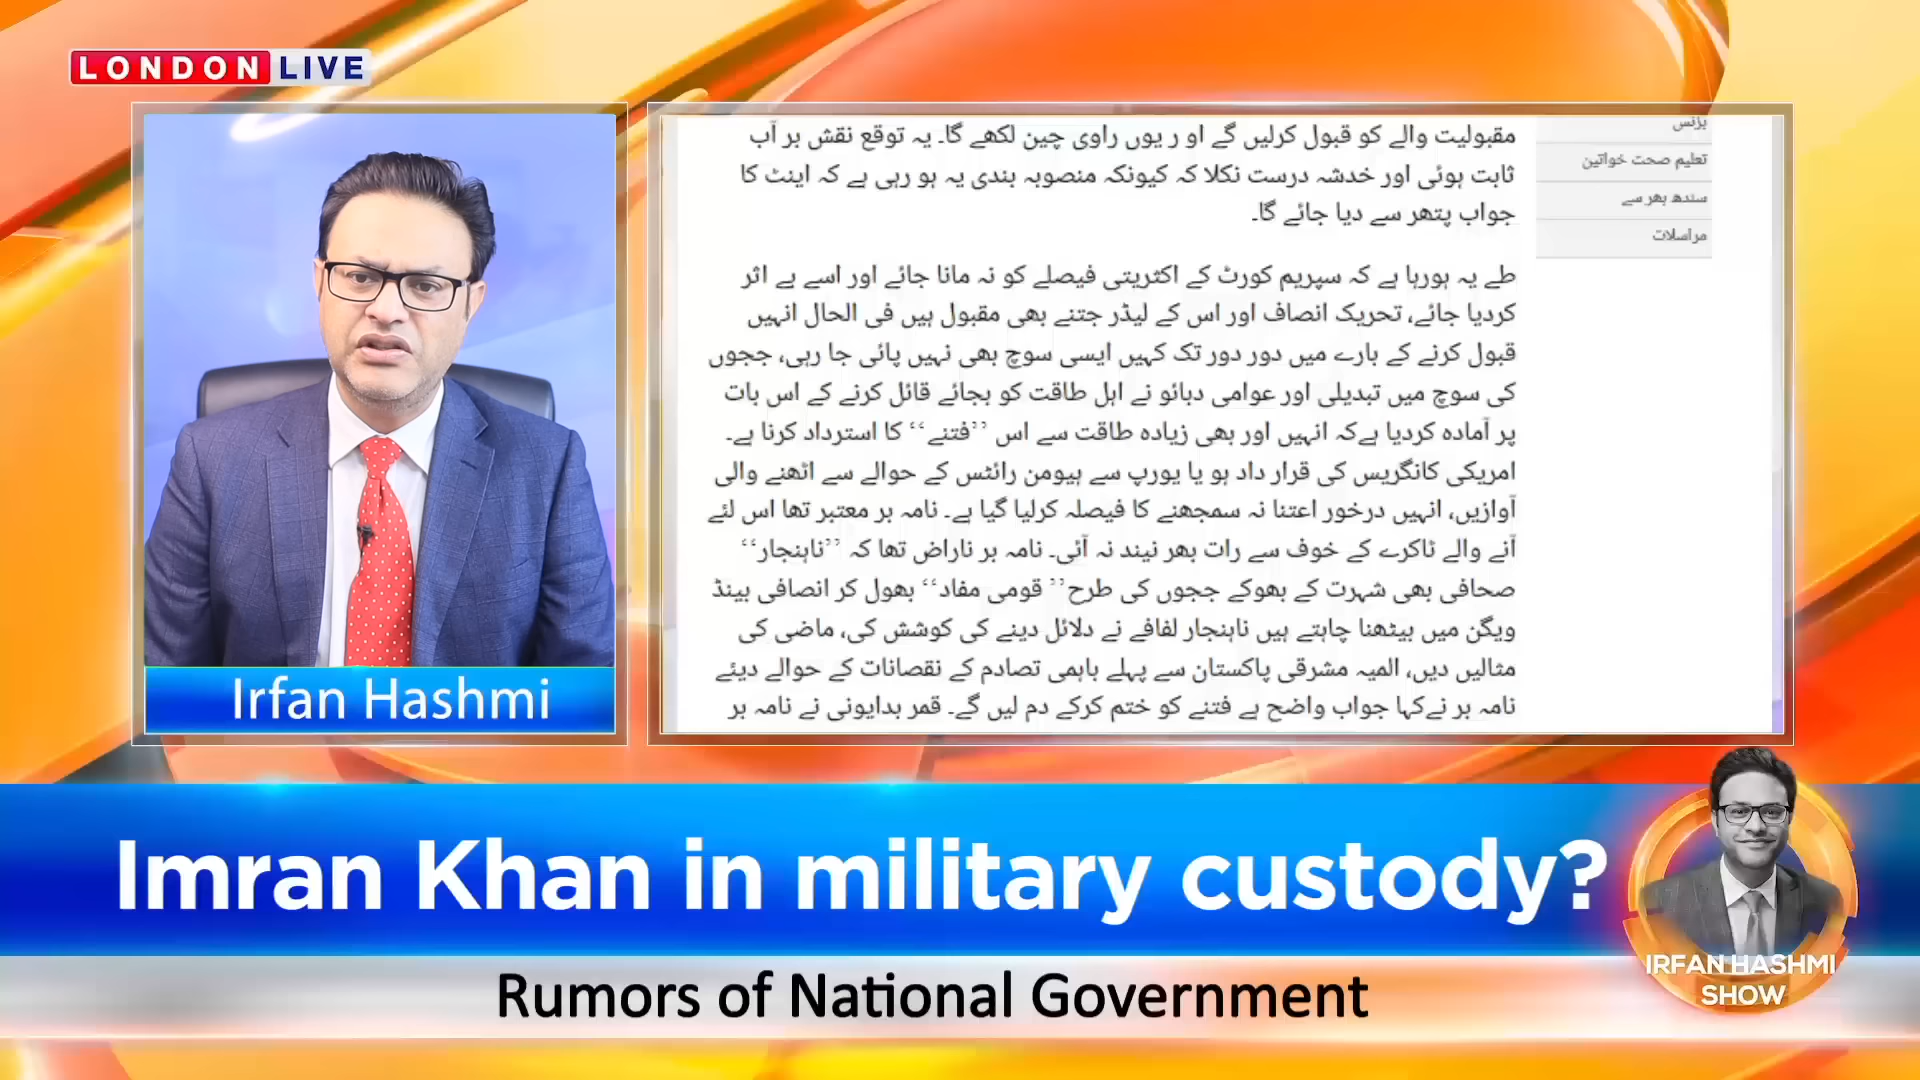 LONDON LIVE
مقبولیت والے کو قبول کرلیں گے او ر یوں راوی چین لکھے گا۔ یہ توقع نقش بر آب
ثابت ہوئی اور خدشہ درست نکلا کہ کیونکہ منصوبہ بندی یہ ہو رہی ہے کہ اینٹ کا
جواب پتھر سے دیا جائے گا۔
طے یہ ہورہا ہے کہ سپریم کورٹ کے اکثریتی فیصلے کو نہ مانا جائے اور اسے بے اثر
کردیا جائے، تحریک انصاف اور اس کے لیڈر جتنے بھی مقبول ہیں فی الحال انہیں
قبول کرنے کے بارے میں دور دور تک کہیں ایسی سوچ بھی نہیں پائی جا رہی، ججوں
کی سوچ میں تبدیلی اور عوامی دبائو نے اہل طاقت کو بجائے قائل کرنے کے اس بات
پر آمادہ کردیا ہےکہ انہیں اور بھی زیادہ طاقت سے اس ’’فتنے‘‘ کا استرداد کرنا ہے۔
امریکی کانگریس کی قرار داد ہو یا یورپ سے ہیومن رائٹس کے حوالے سے اٹھنے والی
آوازیں، انہیں درخور اعتنا نہ سمجھنے کا فیصلہ کرلیا گیا ہے۔ نامہ بر معتبر تھا اس لئے
آنے والے ٹاکرے کے خوف سے رات بھر نیند نہ آئی۔ نامہ بر ناراض تھا کہ ’’ناہنجار‘‘
صحافی بھی شہرت کے بھوکے ججوں کی طرح’’ قومی مفاد‘‘ بھول کر انصافی بینڈ
ویگن میں بیٹھنا چاہتے ہیں ناہنجار لفافے نے دلائل دینے کی کوشش کی، ماضی کی
مثالیں دیں، المیہ مشرقی پاکستان سے پہلے باہمی تصادم کے نقصانات کے حوالے دیئے
نامہ بر نےکہا جواب واضح ہے فتنے کو ختم کرکے دم لیں گے۔ قمر بدایونی نے نامہ بر
بزنس
تعلیم صحت خواتین
سندھ بھر سے
مراسلات
Irfan Hashmi
Imran Khan in military custody?
Rumors of National Government
IRFAN HASHMI
SHOW